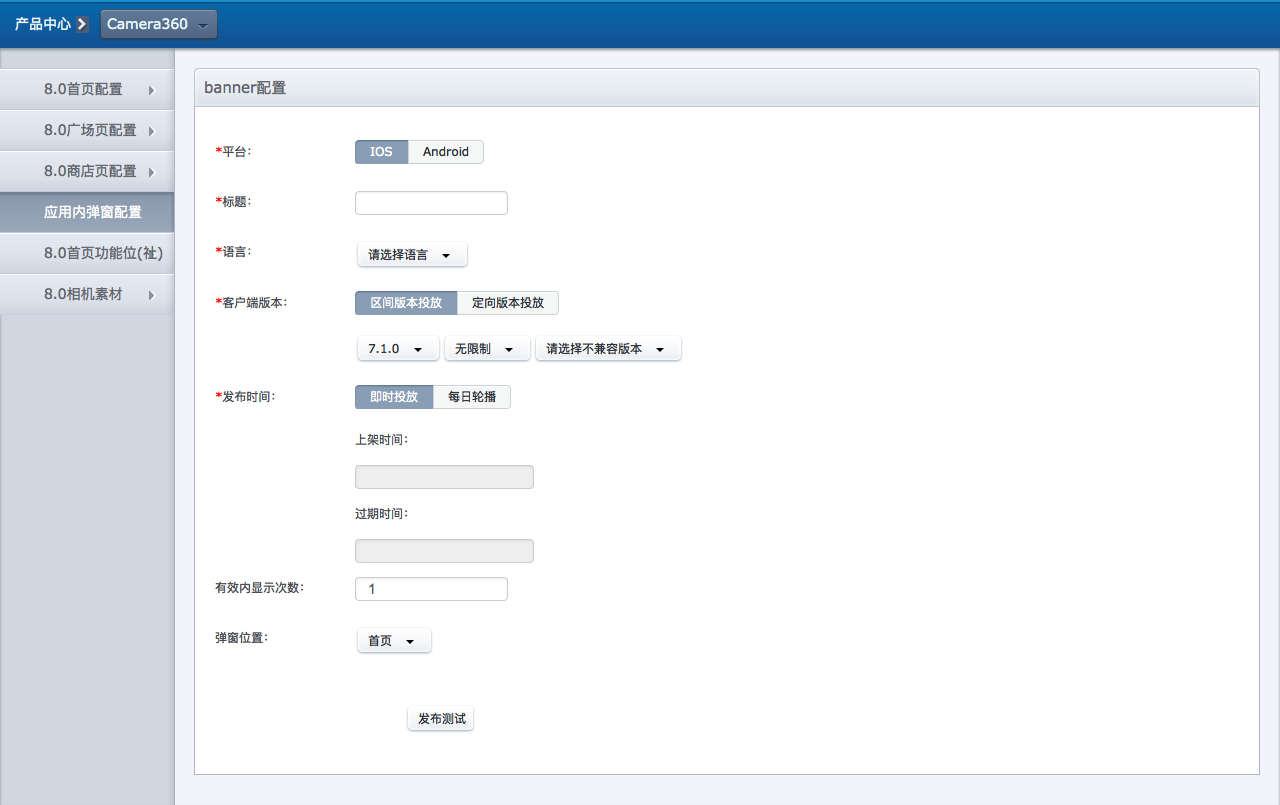 产品中心 Camera360
8.0首页配置
8.0广场页配置
8.0商店页配置
应用内弹窗配置
8.0首页功能位(祉)
8.0相机素材
banner配置
*平台: IOS Android
*标题:
*语言: 请选择语言
*客户端版本: 区间版本投放 定向版本投放
7.1.0 无限制 请选择不兼容版本
*发布时间: 即时投放 每日轮播
上架时间:
过期时间:
有效内显示次数: 1
弹窗位置: 首页
发布测试